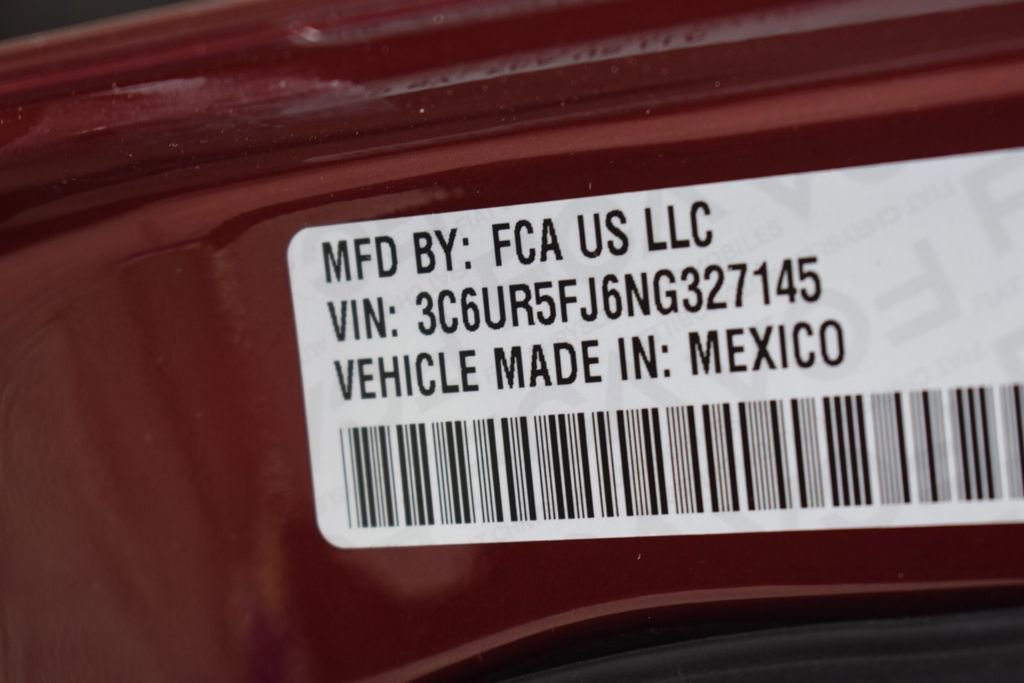 MFD BY: FCA US LLC
VIN: 3C6UR5FJ6NG327145
VEHICLE MADE IN: MEXICO